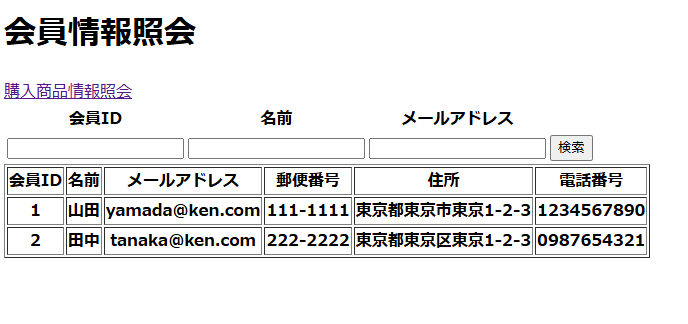 会員情報照会
購入商品情報照会
会員ID 名前 メールアドレス
検索
会員ID 名前 メールアドレス 郵便番号 住所 電話番号
1 山田 yamada@ken.com 111-1111 東京都東京市東京1-2-3 1234567890
2 田中 tanaka@ken.com 222-2222 東京都東京区東京1-2-3 0987654321